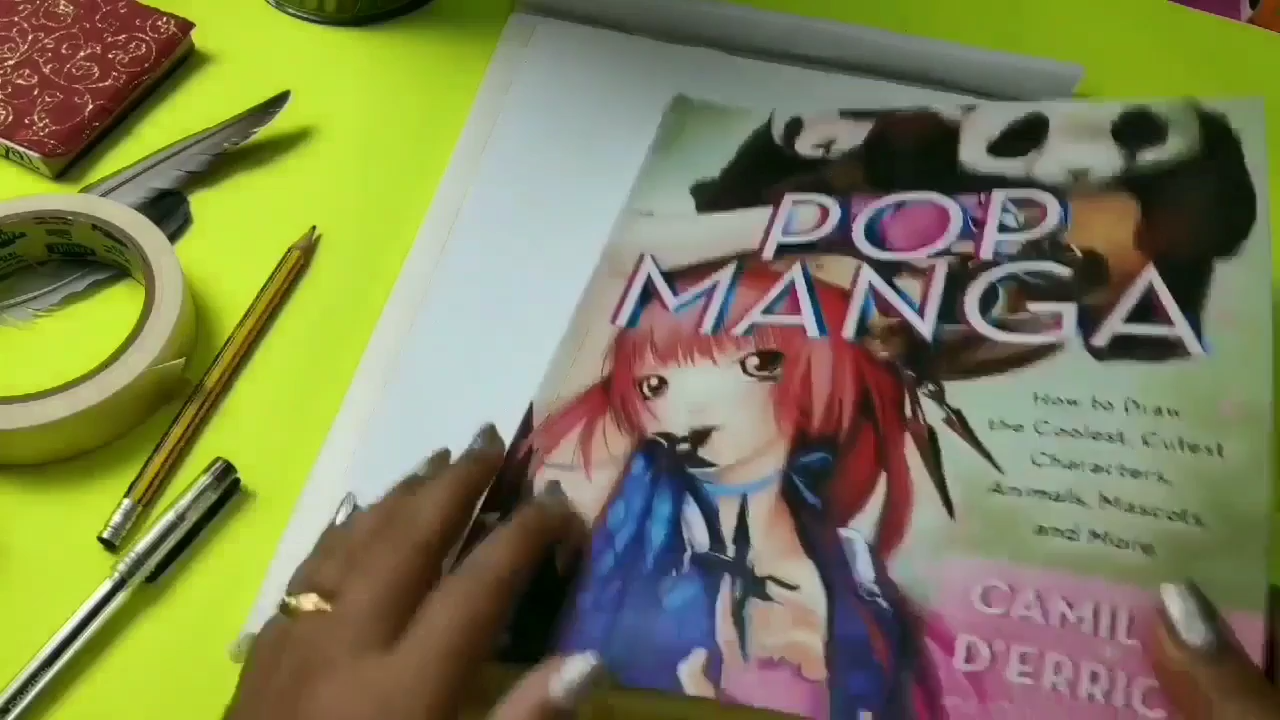 POP
MANGA
How to Draw
the Coolest, Cutest
Characters,
Animals, Mascots,
and More
CAMIL
D'ERRIC